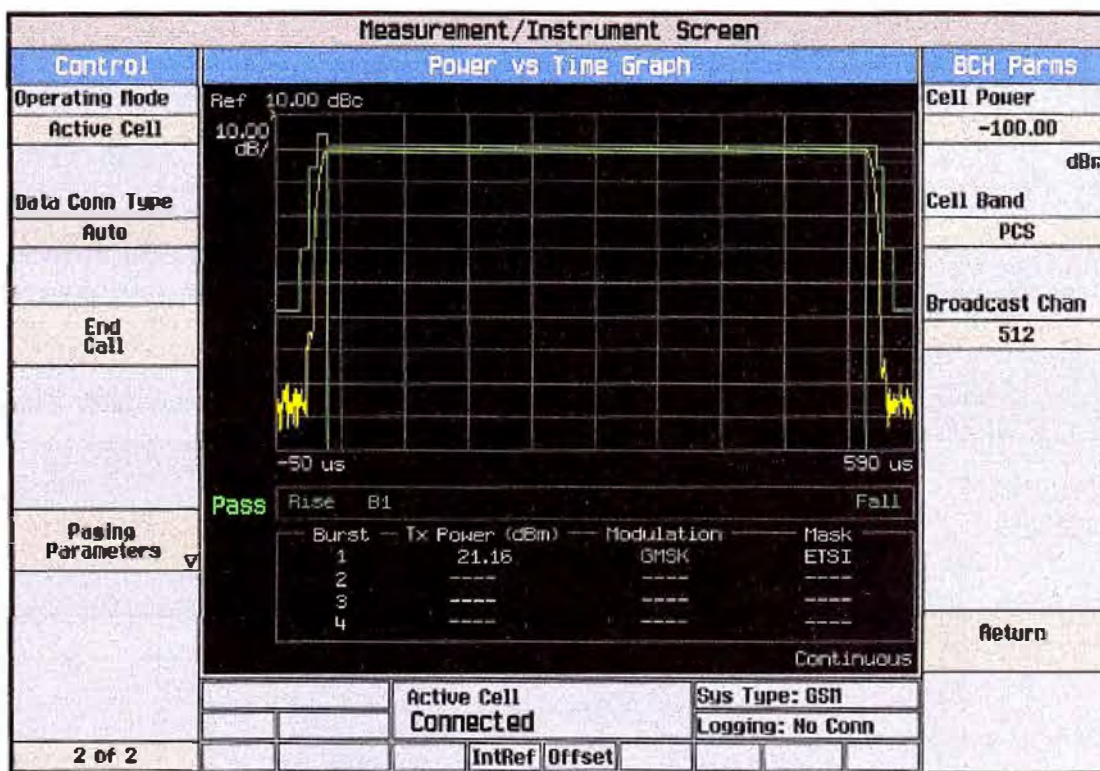 Measurement/Instrument Screen
Control
Power vs Time Graph
BCH Parms
Operating Mode
Active Cell
Data Conn Type
Auto
End
Call
Paging
Parameters
2 of 2
Ref 10.00 dBc
10.00
dB/
-50 us
590 us
Pass
Rise B1 Fall
Burst Tx Power (dBm) Modulation Mask
1 21.16 GMSK ETSI
2 ---- ---- ----
3 ---- ---- ----
4 ---- ---- ----
Continuous
Active Cell
Connected
Sys Type: GSM
Logging: No Conn
IntRef Offset
Cell Power
-100.00
dBm
Cell Band
PCS
Broadcast Chan
512
Return